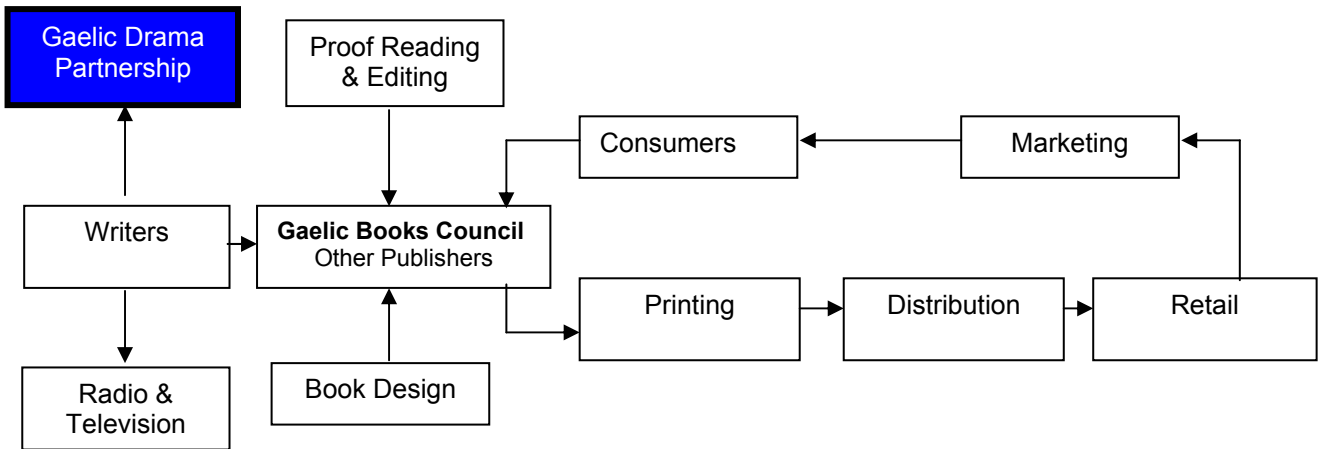 Gaelic Drama
Partnership
Proof Reading
& Editing
Consumers
Marketing
Writers
Gaelic Books Council
Other Publishers
Printing
Distribution
Retail
Radio &
Television
Book Design